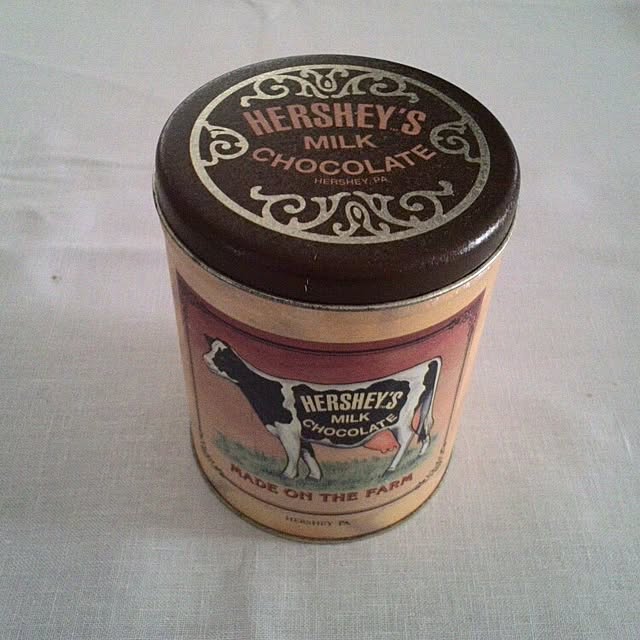 HERSHEY'S
MILK
CHOCOLATE
HERSHEY, PA.
HERSHEY'S
MILK
CHOCOLATE
MADE ON THE FARM
HERSHEY PA